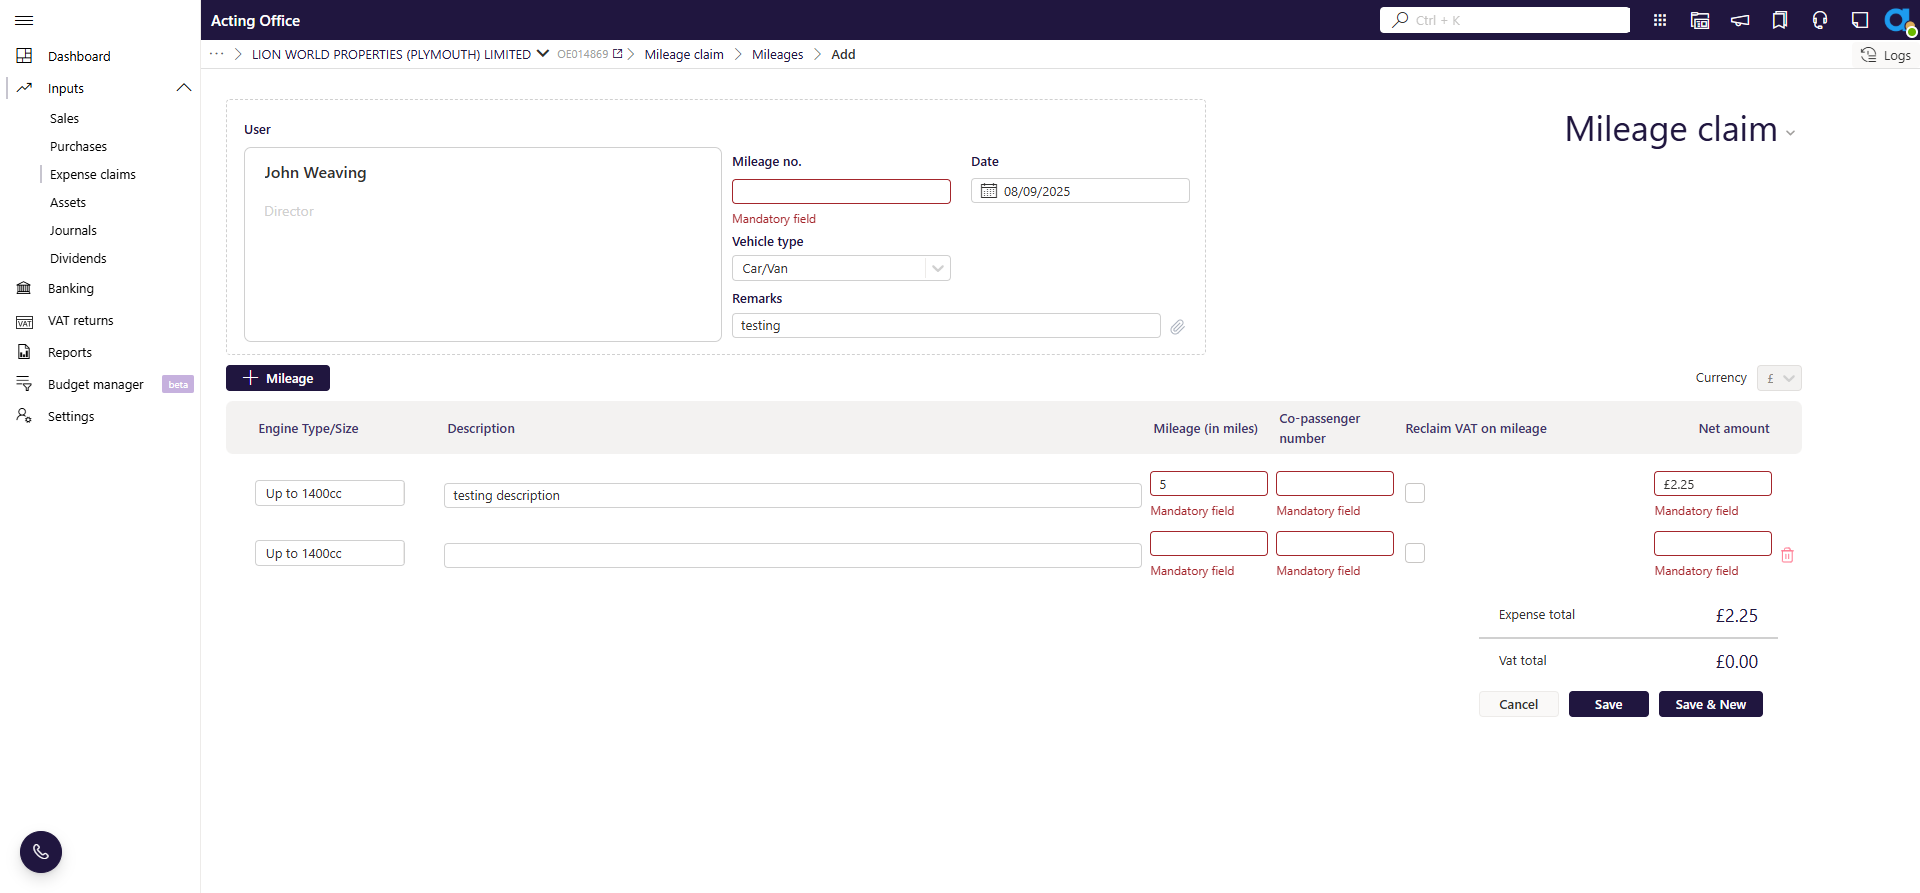 Acting Office
Ctrl + K
Dashboard
Inputs
Sales
Purchases
Expense claims
Assets
Journals
Dividends
Banking
VAT returns
Reports
Budget manager beta
Settings
··· LION WORLD PROPERTIES (PLYMOUTH) LIMITED OE014869 Mileage claim Mileages Add
Logs
User
John Weaving
Director
Mileage no.
Mandatory field
Date
08/09/2025
Vehicle type
Car/Van
Remarks
testing
Mileage claim
Mileage
Currency £
Engine Type/Size Description Mileage (in miles) Co-passenger number Reclaim VAT on mileage Net amount
Up to 1400cc testing description 5 £2.25
Mandatory field Mandatory field Mandatory field
Up to 1400cc
Mandatory field Mandatory field Mandatory field
Expense total £2.25
Vat total £0.00
Cancel Save Save & New